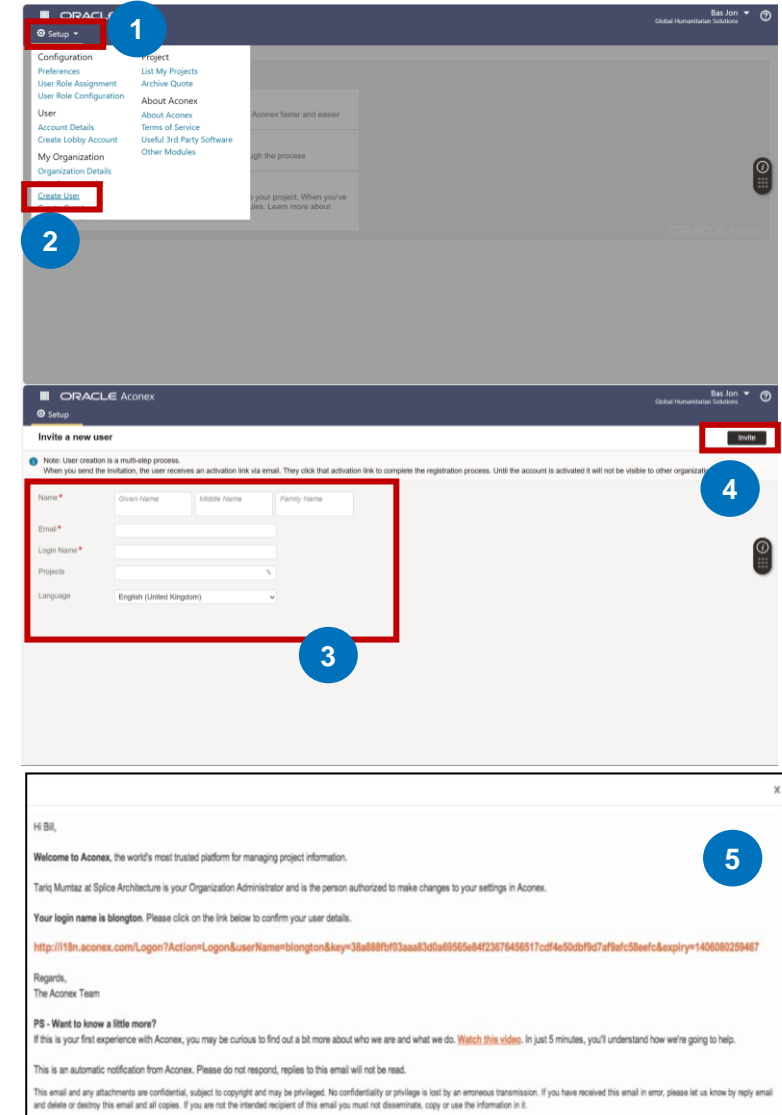 ORACLE
Bas Jon
Global Humanitarian Solutions
Setup
1
Configuration
Project
Preferences
List My Projects
User Role Assignment
Archive Quote
User Role Configuration
About Aconex
User
About Aconex
Aconex faster and easier
Account Details
Terms of Service
Create Lobby Account
Useful 3rd Party Software
My Organization
Other Modules
ugh the process
Organization Details
Create User
your project. When you've
ules. Learn more about
2
ORACLE Aconex
ORACLE Aconex
Bas Jon
Global Humanitarian Solutions
Setup
Invite a new user
Invite
Note: User creation is a multi-step process.
When you send the invitation, the user receives an activation link via email. They click that activation link to complete the registration process. Until the account is activated it will not be visible to other
4
Name *
Given Name
Middle Name
Family Name
Email *
Login Name *
Projects
Language
English (United Kingdom)
3
x
Hi Bill,
5
Welcome to Aconex, the world's most trusted platform for managing project information.
Tariq Mumtaz at Splice Architecture is your Organization Administrator and is the person authorized to make changes to your settings in Aconex.
Your login name is blongton. Please click on the link below to confirm your user details.
http://i18n.aconex.com/Logon?Action=Logon&userName=blongton&key=38a888fbf03aaa83d0a69565e84f23676456517cdf4e50dbf9d7af9afc58eefc&expiry=1406080259467
Regards,
The Aconex Team
PS - Want to know a little more?
If this is your first experience with Aconex, you may be curious to find out a bit more about who we are and what we do. Watch this video. In just 5 minutes, you'll understand how we're going to help.
This is an automatic notification from Aconex. Please do not respond, replies to this email will not be read.
This email and any attachments are confidential, subject to copyright and may be privileged. No confidentiality or privilege is lost by an erroneous transmission. If you have received this email in error, please let us know by reply email
and delete or destroy this email and all copies. If you are not the intended recipient of this email you must not disseminate, copy or use the information in it.